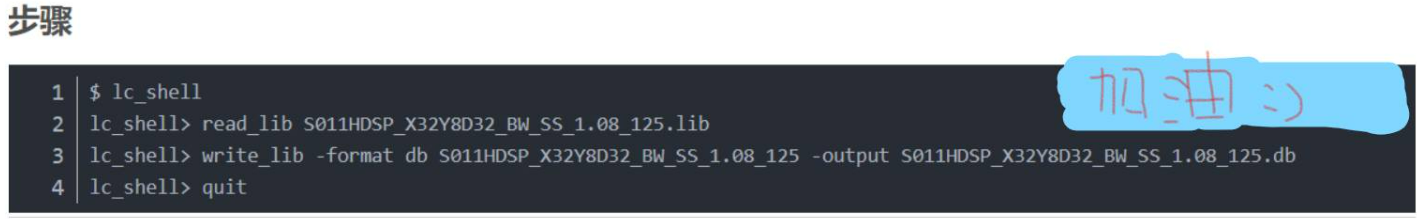 步骤
1 $ lc_shell
2 lc_shell> read_lib S011HDSP_X32Y8D32_BW_SS_1.08_125.lib
3 lc_shell> write_lib -format db S011HDSP_X32Y8D32_BW_SS_1.08_125 -output S011HDSP_X32Y8D32_BW_SS_1.08_125.db
4 lc_shell> quit
加油 :)